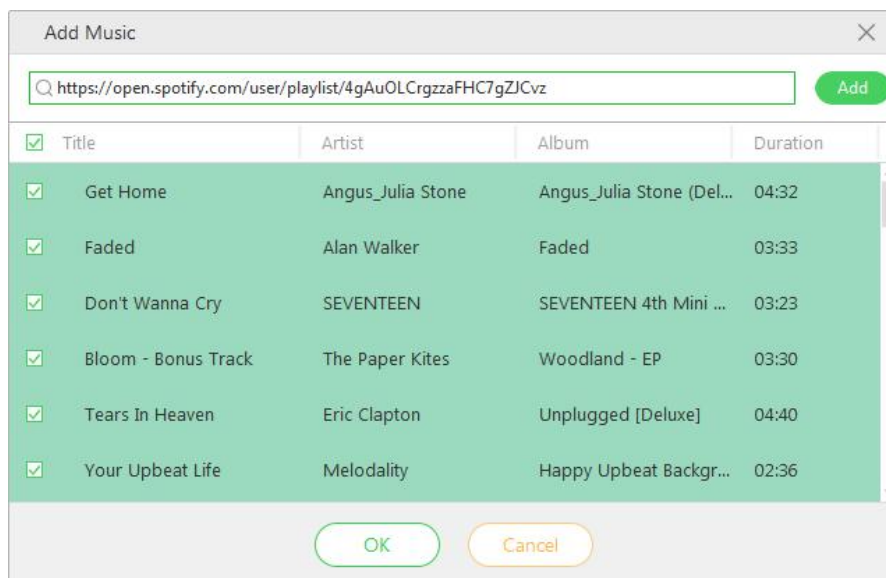 Add Music
https://open.spotify.com/user/playlist/4gAuOLCrgzzaFHC7gZJCvz Add
Title Artist Album Duration
Get Home Angus_Julia Stone Angus_Julia Stone (Del... 04:32
Faded Alan Walker Faded 03:33
Don't Wanna Cry SEVENTEEN SEVENTEEN 4th Mini ... 03:23
Bloom - Bonus Track The Paper Kites Woodland - EP 03:30
Tears In Heaven Eric Clapton Unplugged [Deluxe] 04:40
Your Upbeat Life Melodality Happy Upbeat Backgr... 02:36
OK Cancel